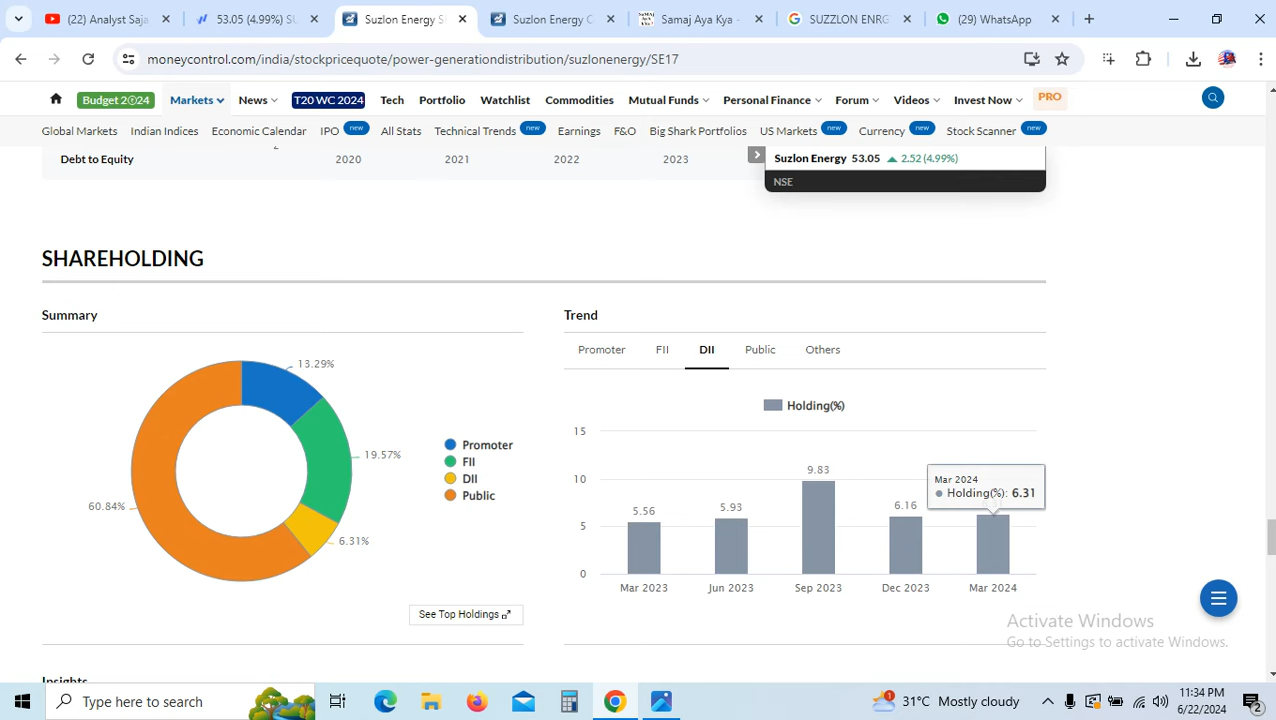 (22) Analyst Saja
53.05 (4.99%) SU
Suzlon Energy S
Suzlon Energy C
Samaj Aya Kya -
SUZZLON ENRG
(29) WhatsApp
moneycontrol.com/india/stockpricequote/power-generationdistribution/suzlonenergy/SE17
Budget 2024 Markets News T20 WC 2024 Tech Portfolio Watchlist Commodities Mutual Funds Personal Finance Forum Videos Invest Now PRO
Global Markets Indian Indices Economic Calendar IPO new All Stats Technical Trends new Earnings F&O Big Shark Portfolios US Markets new Currency new Stock Scanner new
Debt to Equity 2020 2021 2022 2023
Suzlon Energy 53.05 2.52 (4.99%)
NSE
SHAREHOLDING
Summary
13.29%
19.57%
60.84%
6.31%
Promoter
FII
DII
Public
See Top Holdings
Trend
Promoter FII DII Public Others
Holding(%)
15
10
5
0
5.56 5.93 9.83 6.16
Mar 2024
Holding(%): 6.31
Mar 2023 Jun 2023 Sep 2023 Dec 2023 Mar 2024
Insights
Activate Windows
Go to Settings to activate Windows.
Type here to search
1
31°C Mostly cloudy
11:34 PM
6/22/2024
2